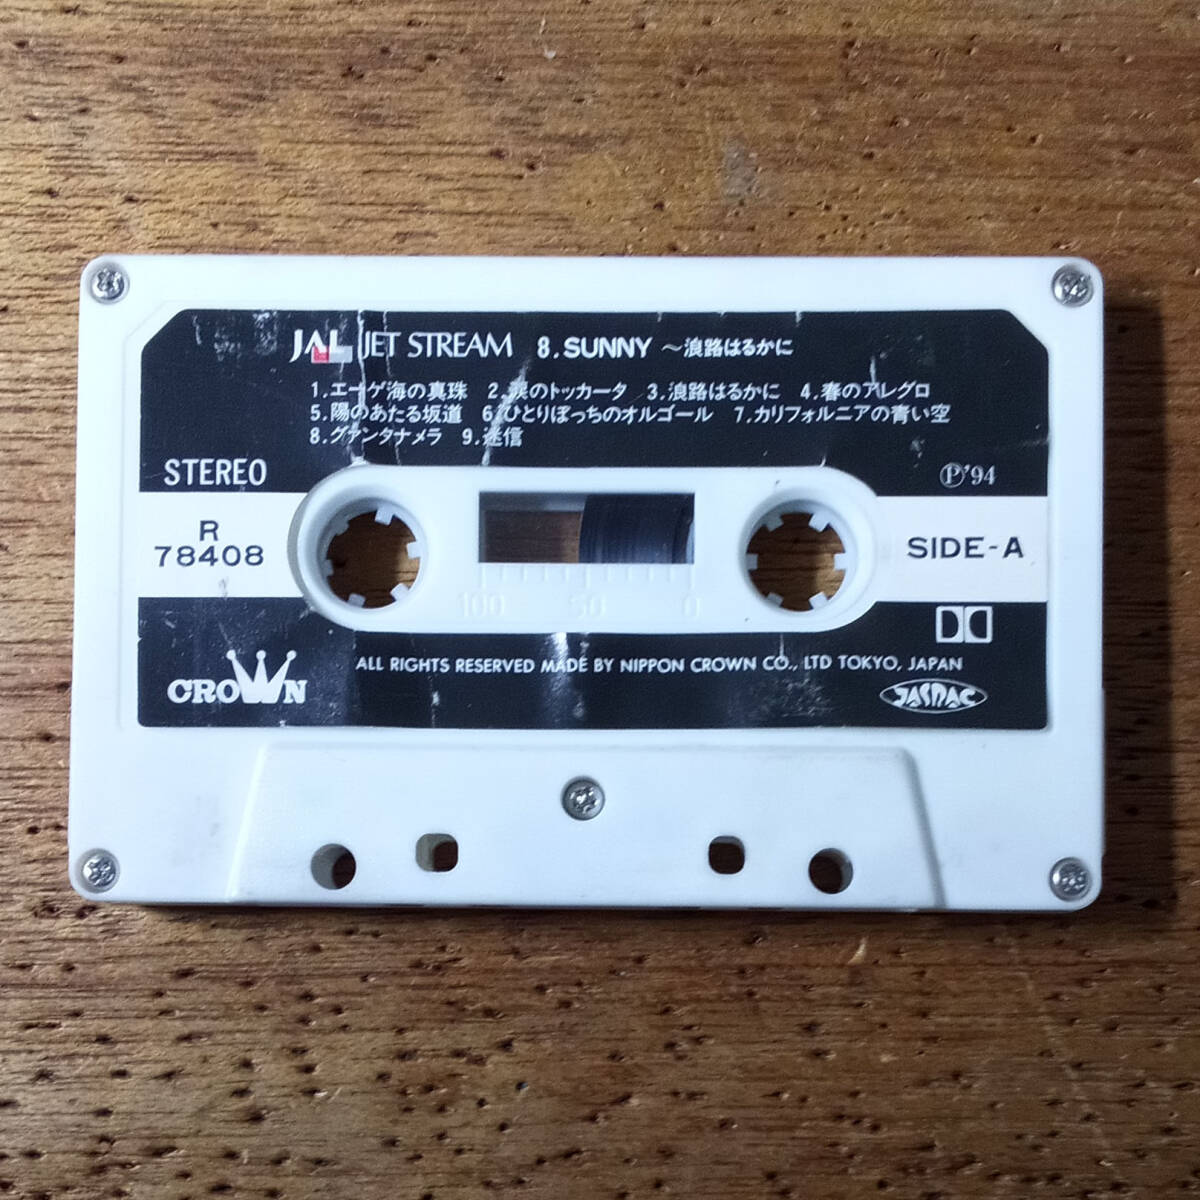 JAL JET STREAM 8.SUNNY ～浪路はるかに
1.エーゲ海の真珠 2.涙のトッカータ 3.浪路はるかに 4.春のアレグロ
5.陽のあたる坂道 6.ひとりぼっちのオルゴール 7.カリフォルニアの青い空
8.グァンタナメラ 9.迷信
STEREO
Ⓟ'94
R
78408
SIDE-A
100 50 0
CROWN
ALL RIGHTS RESERVED MADE BY NIPPON CROWN CO., LTD TOKYO, JAPAN
JASRAC